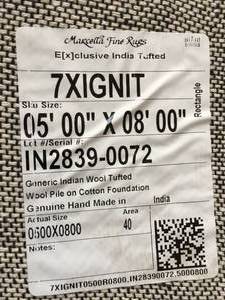 Marcella Fine Rugs
E[x]clusive India Tufted
7XIGNIT
Sku Size:
05' 00" X 08' 00"
Rectangle
Lot #/Serial#:
IN2839-0072
Generic Indian Wool Tufted
Wool Pile on Cotton Foundation
Genuine Hand Made in India
Actual Size Area
0500X0800 40
Notes:
7XIGNIT0500R0800,IN28390072,5000800